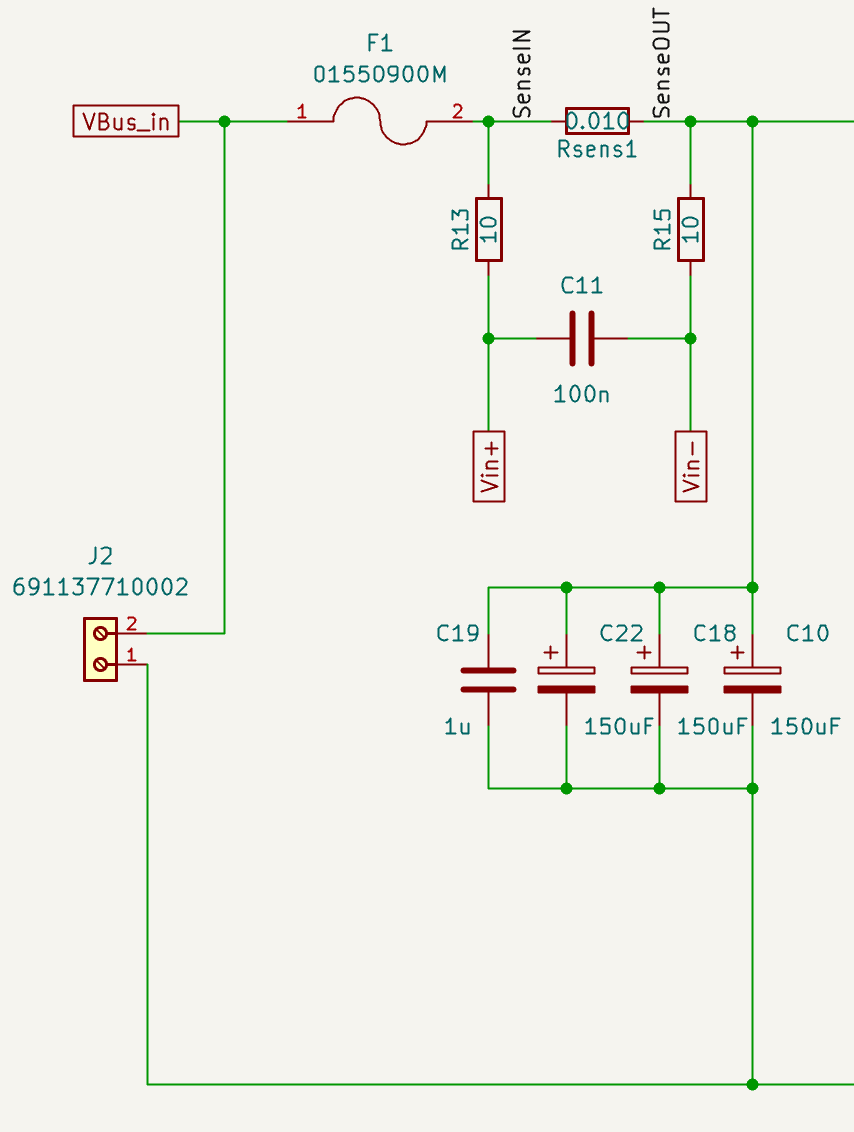 F1
01550900M
SenseIN
SenseOUT
VBus_in
1
2
0.010
Rsens1
R13
10
R15
10
C11
100n
Vin+
Vin-
J2
691137710002
2
1
C19
+
C22
+
C18
+
C10
1u
150uF
150uF
150uF